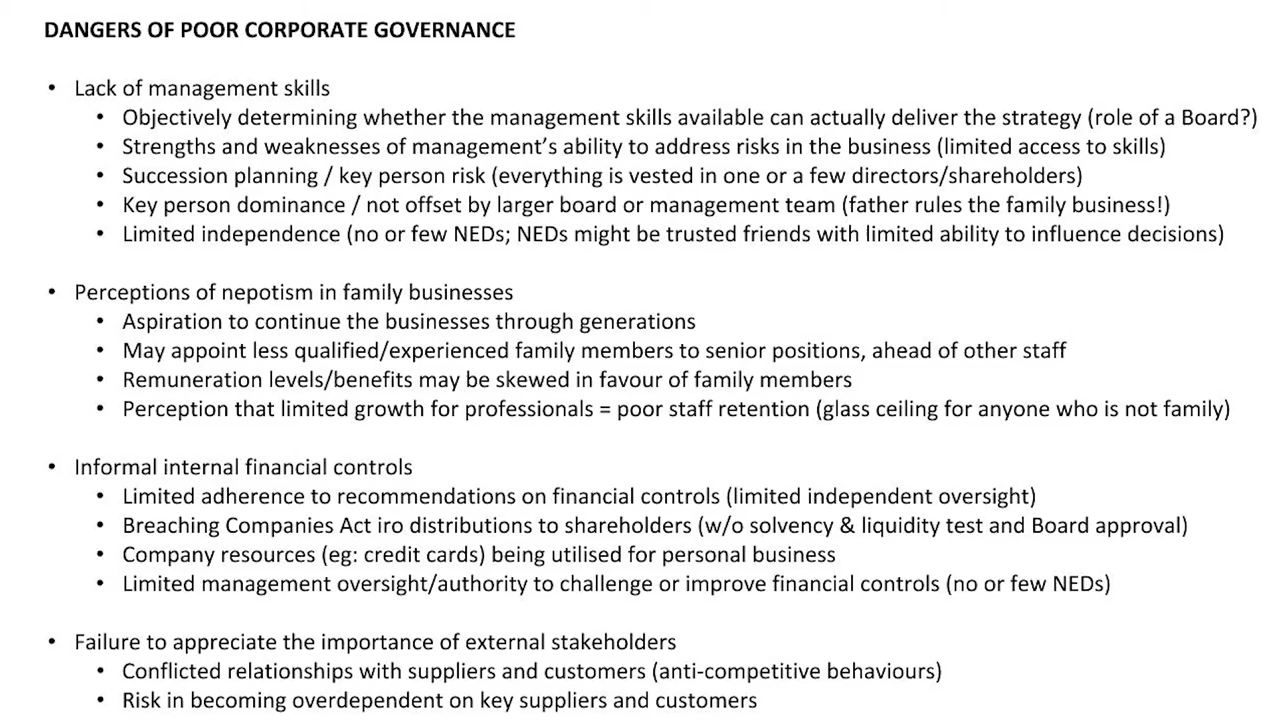 DANGERS OF POOR CORPORATE GOVERNANCE
• Lack of management skills
• Objectively determining whether the management skills available can actually deliver the strategy (role of a Board?)
• Strengths and weaknesses of management's ability to address risks in the business (limited access to skills)
• Succession planning / key person risk (everything is vested in one or a few directors/shareholders)
• Key person dominance / not offset by larger board or management team (father rules the family business!)
• Limited independence (no or few NEDs; NEDs might be trusted friends with limited ability to influence decisions)
• Perceptions of nepotism in family businesses
• Aspiration to continue the businesses through generations
• May appoint less qualified/experienced family members to senior positions, ahead of other staff
• Remuneration levels/benefits may be skewed in favour of family members
• Perception that limited growth for professionals = poor staff retention (glass ceiling for anyone who is not family)
• Informal internal financial controls
• Limited adherence to recommendations on financial controls (limited independent oversight)
• Breaching Companies Act iro distributions to shareholders (w/o solvency & liquidity test and Board approval)
• Company resources (eg: credit cards) being utilised for personal business
• Limited management oversight/authority to challenge or improve financial controls (no or few NEDs)
• Failure to appreciate the importance of external stakeholders
• Conflicted relationships with suppliers and customers (anti-competitive behaviours)
• Risk in becoming overdependent on key suppliers and customers